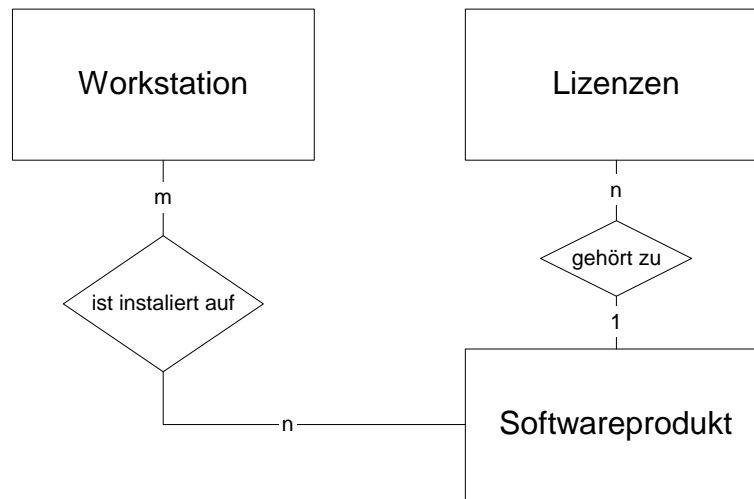 Workstation
Lizenzen
m
n
ist instaliert auf
gehört zu
1
n
Softwareprodukt